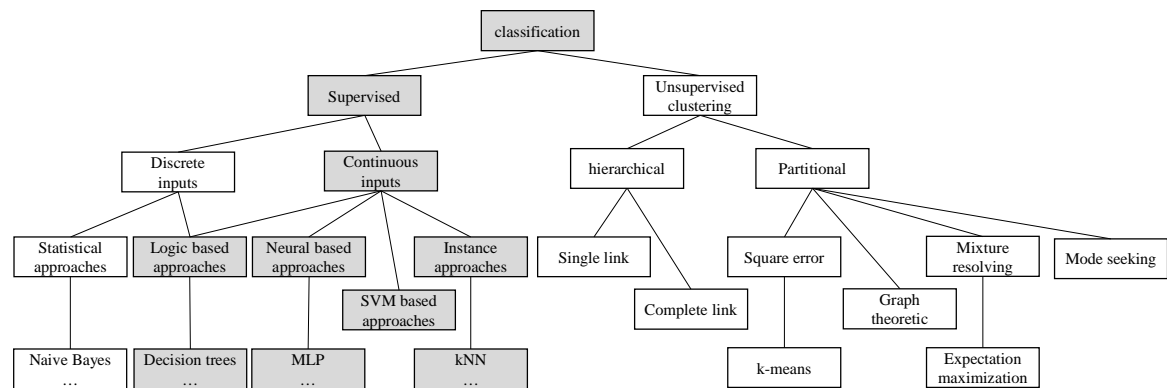 classification
Supervised
Unsupervised
clustering
Discrete
inputs
Continuous
inputs
hierarchical
Partitional
Statistical
approaches
Logic based
approaches
Neural based
approaches
Instance
approaches
Single link
Square error
Mixture
resolving
Mode seeking
SVM based
approaches
Complete link
Graph
theoretic
Naive Bayes
…
Decision trees
…
MLP
…
kNN
…
k-means
Expectation
maximization